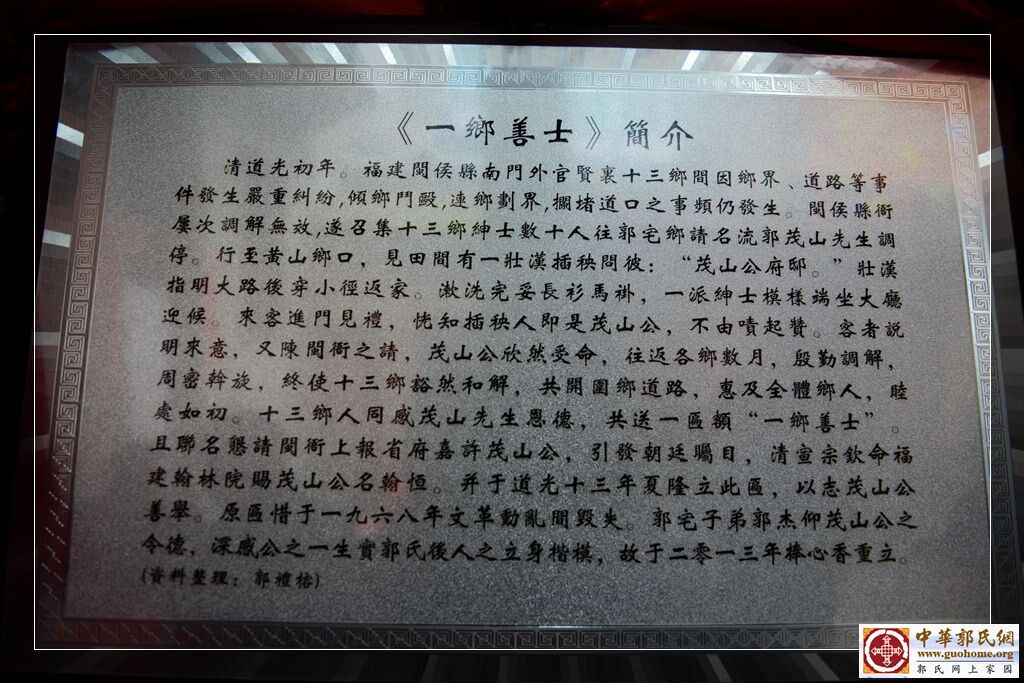 《一鄉善士》簡介
清道光初年。福建閩侯縣南門外官賢裏十三鄉間因鄉界、道路等事
件發生嚴重糾紛,傾鄉鬥毆,連鄉劃界,攔堵道口之事頻仍發生。閩侯縣衙
屢次調解無效,遂召集十三鄉紳士數十人往郭宅鄉請名流郭茂山先生調
停。行至黃山鄉口，見田間有一壯漢插秧問彼：“茂山公府邸。”壯漢
指明大路後穿小徑返家。漱洗完妥長衫馬褂，一派紳士模樣端坐大廳
迎候。來客進門見禮，恍知插秧人即是茂山公，不由嘖起贊。客者説
明來意，又陳閩衙之請，茂山公欣然受命，往返各鄉數月，殷勤調解，
周密斡旋，終使十三鄉豁然和解，共開圍鄉道路，惠及全體鄉人，睦
處如初。十三鄉人同感茂山先生恩德，共送一區額“一鄉善士”。
且聯名懇請閩衙上報省府嘉許茂山公，引發朝廷矚目，清宣宗欽命福
建翰林院賜茂山公名翰恒。并于道光十三年夏隆立此區，以志茂山公
善舉。原區惜于一九六八年文革動亂間毀失。郭宅子弟郭杰仰茂山公之
令德，深感公之一生實郭氏後人之立身楷模，故于二零一三年捧心香重立。
(資料整理：郭禮榕)
中華郭氏網
www.guohome.org
郭氏网上家园